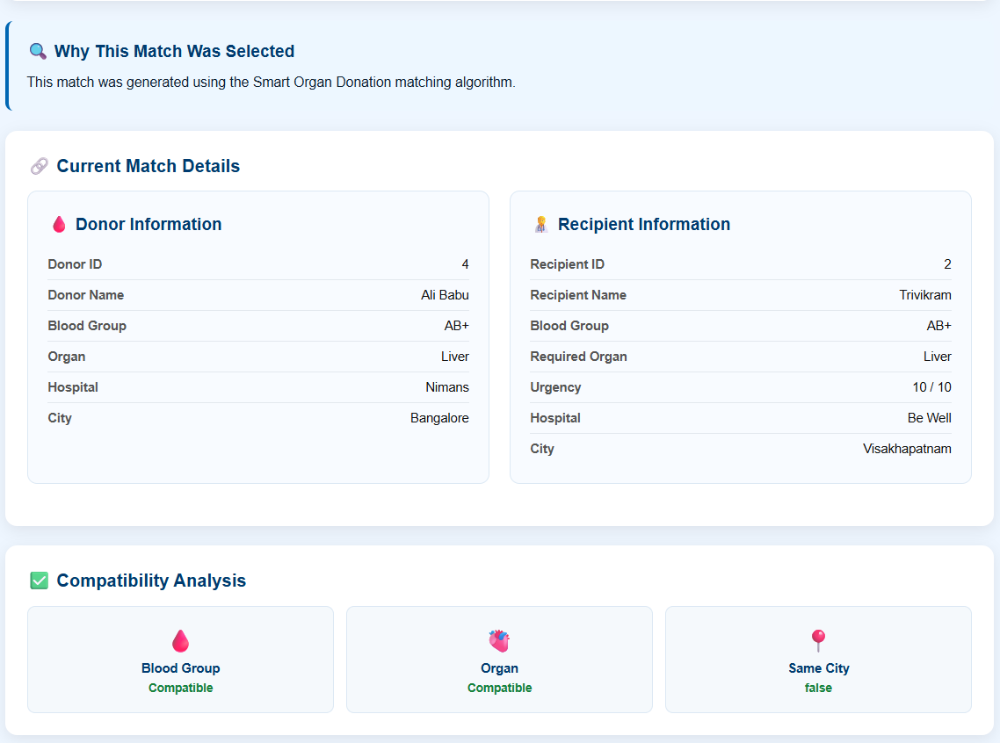 Why This Match Was Selected
This match was generated using the Smart Organ Donation matching algorithm.
Current Match Details
Donor Information
Donor ID 4
Donor Name Ali Babu
Blood Group AB+
Organ Liver
Hospital Nimans
City Bangalore
Recipient Information
Recipient ID 2
Recipient Name Trivikram
Blood Group AB+
Required Organ Liver
Urgency 10 / 10
Hospital Be Well
City Visakhapatnam
Compatibility Analysis
Blood Group
Compatible
Organ
Compatible
Same City
false